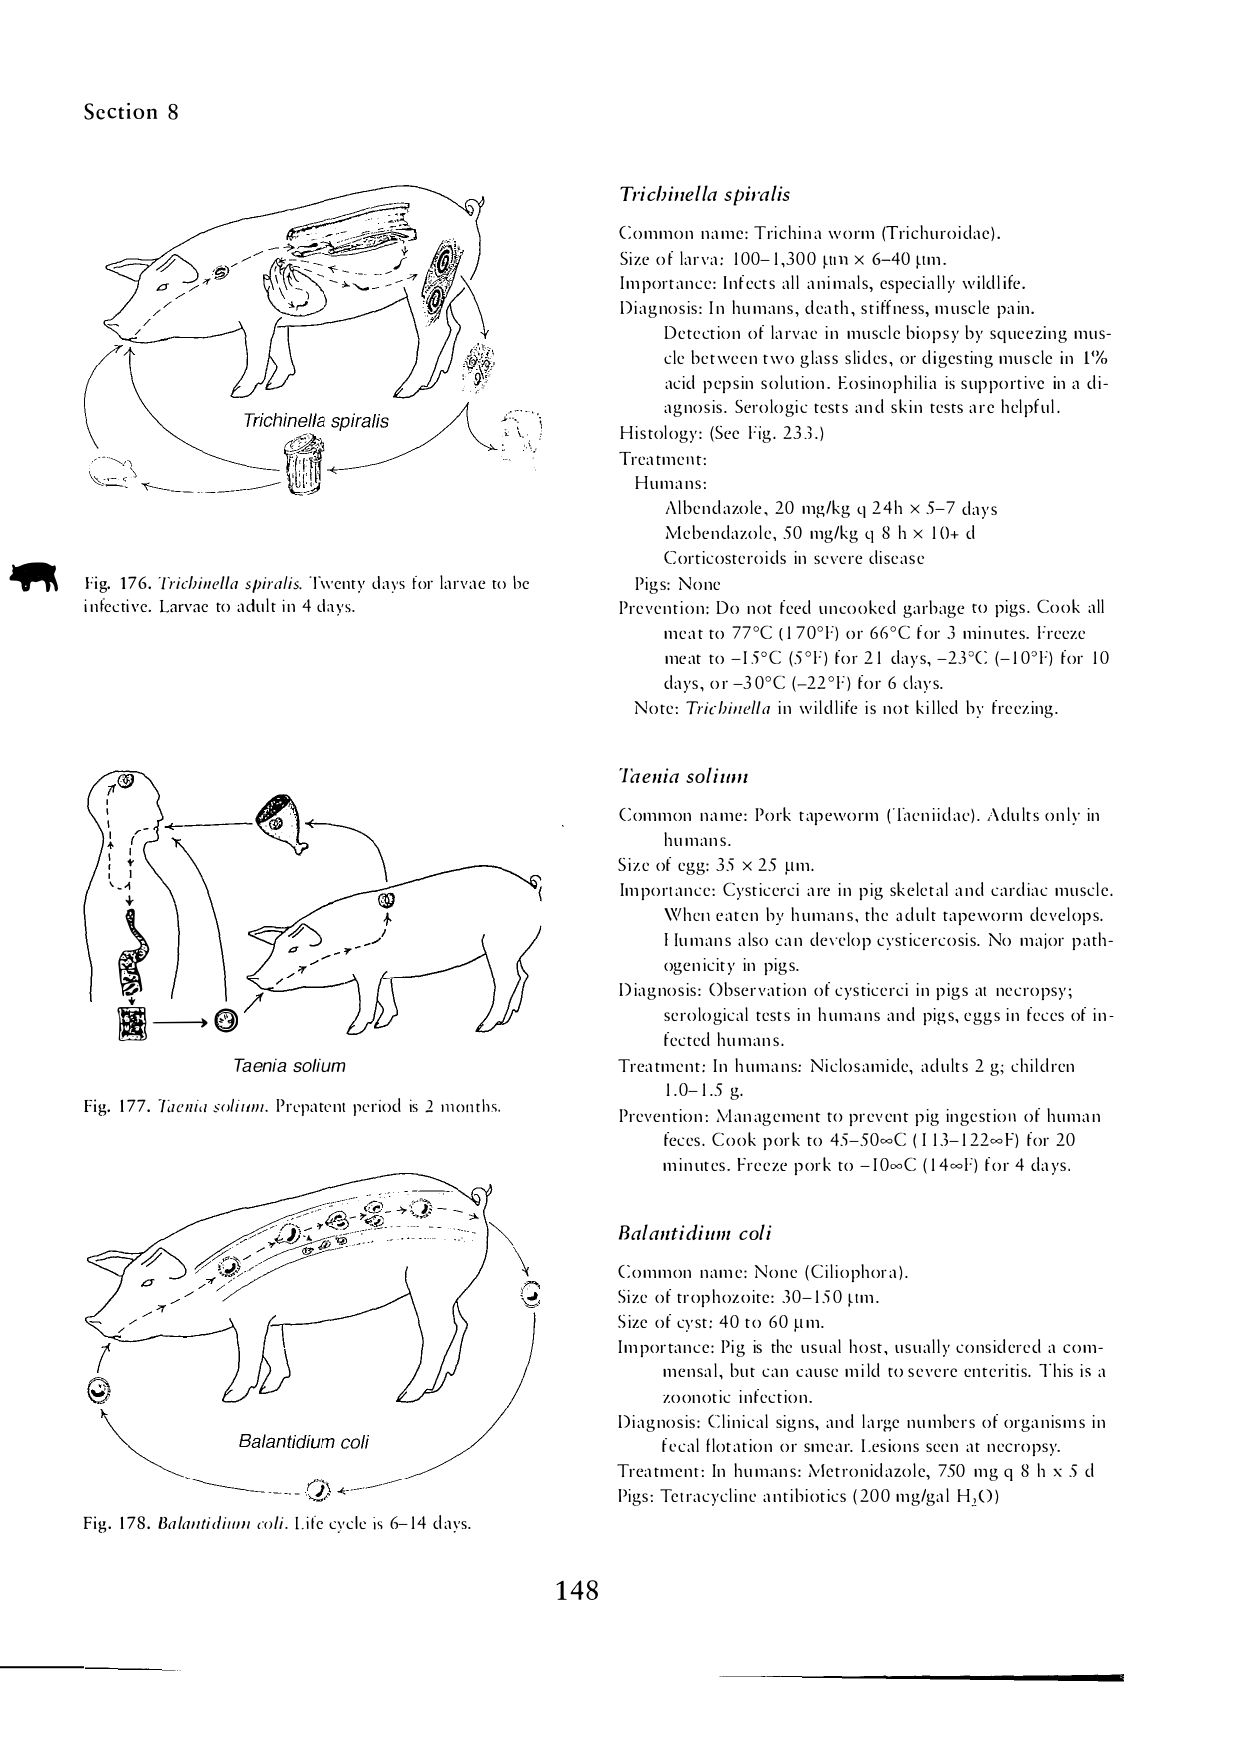 Section 8
Trichinella spiralis
Fig. 176. Trichinella spiralis. Twenty days for larvae to be
infective. Larvae to adult in 4 days.
Taenia solium
Fig. 177. Taenia solium. Prepatent period is 2 months.
Balantidium coli
Fig. 178. Balantidium coli. Life cycle is 6–14 days.
Trichinella spiralis
Common name: Trichina worm (Trichuroidae).
Size of larva: 100–1,300 µm × 6–40 µm.
Importance: Infects all animals, especially wildlife.
Diagnosis: In humans, death, stiffness, muscle pain.
Detection of larvae in muscle biopsy by squeezing mus-
cle between two glass slides, or digesting muscle in 1%
acid pepsin solution. Eosinophilia is supportive in a di-
agnosis. Serologic tests and skin tests are helpful.
Histology: (See Fig. 233.)
Treatment:
Humans:
Albendazole, 20 mg/kg q 24h × 5–7 days
Mebendazole, 50 mg/kg q 8 h × 10+ d
Corticosteroids in severe disease
Pigs: None
Prevention: Do not feed uncooked garbage to pigs. Cook all
meat to 77°C (170°F) or 66°C for 3 minutes. Freeze
meat to –15°C (5°F) for 21 days, –23°C (–10°F) for 10
days, or –30°C (–22°F) for 6 days.
Note: Trichinella in wildlife is not killed by freezing.
Taenia solium
Common name: Pork tapeworm (Taeniidae). Adults only in
humans.
Size of egg: 35 × 25 µm.
Importance: Cysticerci are in pig skeletal and cardiac muscle.
When eaten by humans, the adult tapeworm develops.
Humans also can develop cysticercosis. No major path-
ogenicity in pigs.
Diagnosis: Observation of cysticerci in pigs at necropsy;
serological tests in humans and pigs, eggs in feces of in-
fected humans.
Treatment: In humans: Niclosamide, adults 2 g; children
1.0–1.5 g.
Prevention: Management to prevent pig ingestion of human
feces. Cook pork to 45–50∞C (113–122∞F) for 20
minutes. Freeze pork to –10∞C (14∞F) for 4 days.
Balantidium coli
Common name: None (Ciliophora).
Size of trophozoite: 30–150 µm.
Size of cyst: 40 to 60 µm.
Importance: Pig is the usual host, usually considered a com-
mensal, but can cause mild to severe enteritis. This is a
zoonotic infection.
Diagnosis: Clinical signs, and large numbers of organisms in
fecal flotation or smear. Lesions seen at necropsy.
Treatment: In humans: Metronidazole, 750 mg q 8 h x 5 d
Pigs: Tetracycline antibiotics (200 mg/gal H₂O)
148